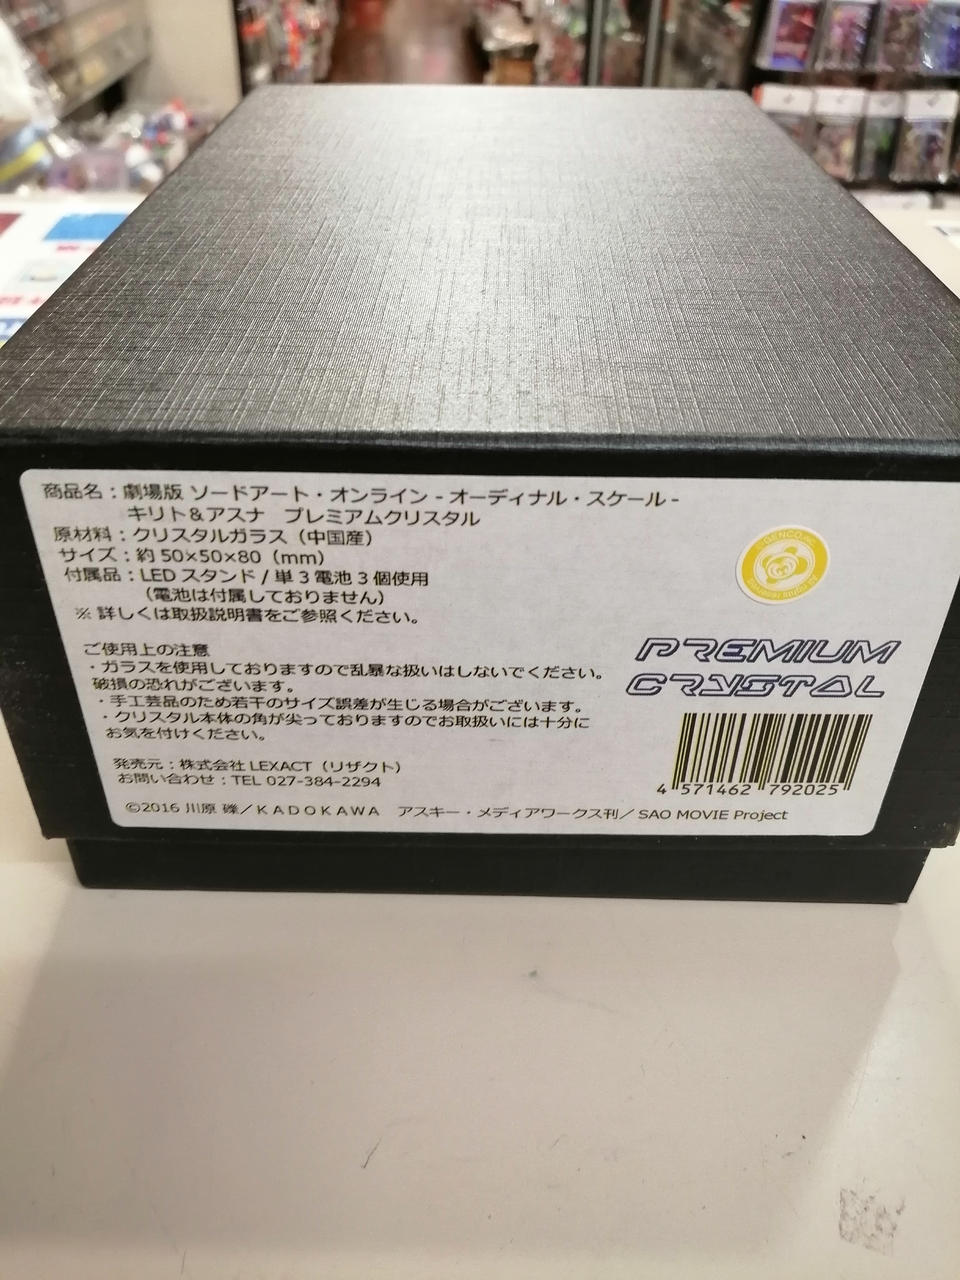 商品名：劇場版 ソードアート・オンライン - オーディナル・スケール -
キリト＆アスナ　プレミアムクリスタル
原材料：クリスタルガラス（中国産）
サイズ：約50×50×80（mm）
付属品：LEDスタンド / 単３電池３個使用
（電池は付属しておりません）
※ 詳しくは取扱説明書をご参照ください。
ご使用上の注意
・ガラスを使用しておりますので乱暴な扱いはしないでください。
破損の恐れがございます。
・手工芸品のため若干のサイズ誤差が生じる場合がございます。
・クリスタル本体の角が尖っておりますのでお取扱いには十分に
お気を付けください。
発売元：株式会社 LEXACT（リザクト）
お問い合わせ：TEL 027-384-2294
©2016 川原 礫／KADOKAWA　アスキー・メディアワークス刊／ SAO MOVIE Project
GENCO,INC
All rights reserved
PREMIUM
CRYSTAL
4 571462 792025